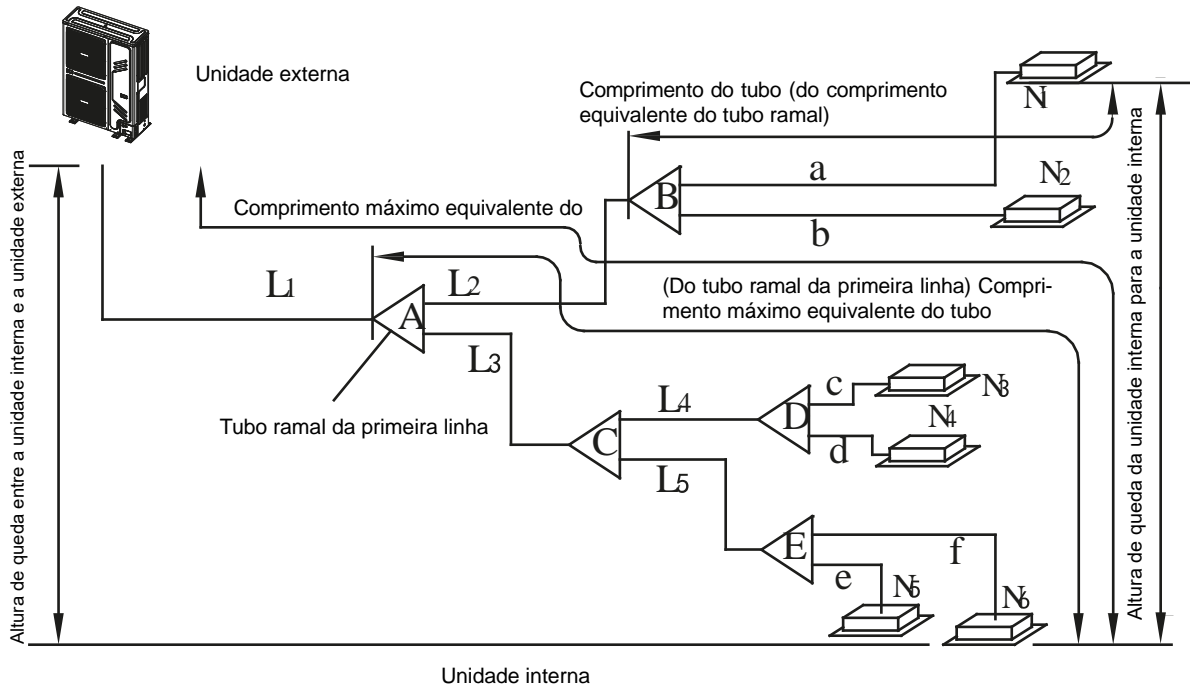 Unidade externa
Comprimento do tubo (do comprimento
equivalente do tubo ramal)
N1
a
N2
B
b
Comprimento máximo equivalente do
L1
L2
(Do tubo ramal da primeira linha) Compri-
mento máximo equivalente do tubo
A
L3
Tubo ramal da primeira linha
c
N3
L4
D
N4
C
d
L5
E
f
e
N5
N6
Altura de queda entre a unidade interna e a unidade externa
Altura de queda da unidade interna para a unidade interna
Unidade interna